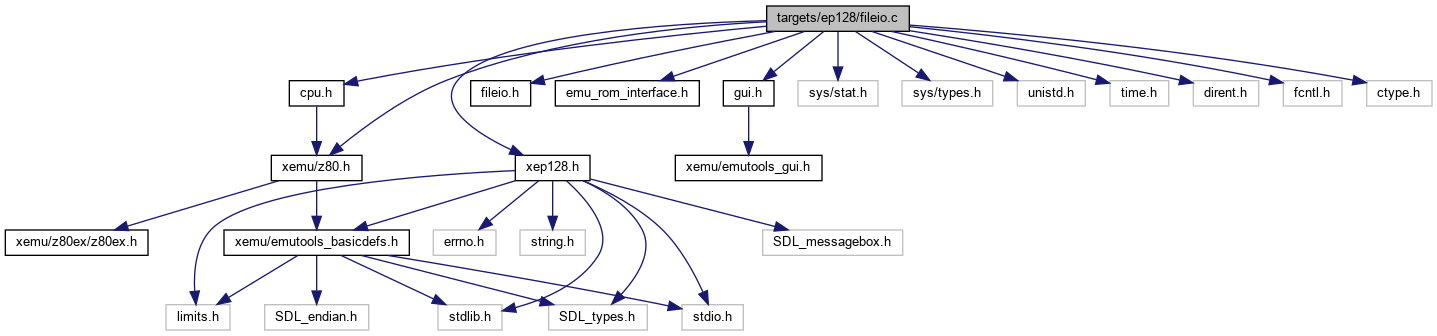 targets/ep128/fileio.c
cpu.h
fileio.h
emu_rom_interface.h
gui.h
sys/stat.h
sys/types.h
unistd.h
time.h
dirent.h
fcntl.h
ctype.h
xemu/z80.h
xep128.h
xemu/emutools_gui.h
xemu/z80ex/z80ex.h
xemu/emutools_basicdefs.h
errno.h
string.h
SDL_messagebox.h
limits.h
SDL_endian.h
stdlib.h
SDL_types.h
stdio.h